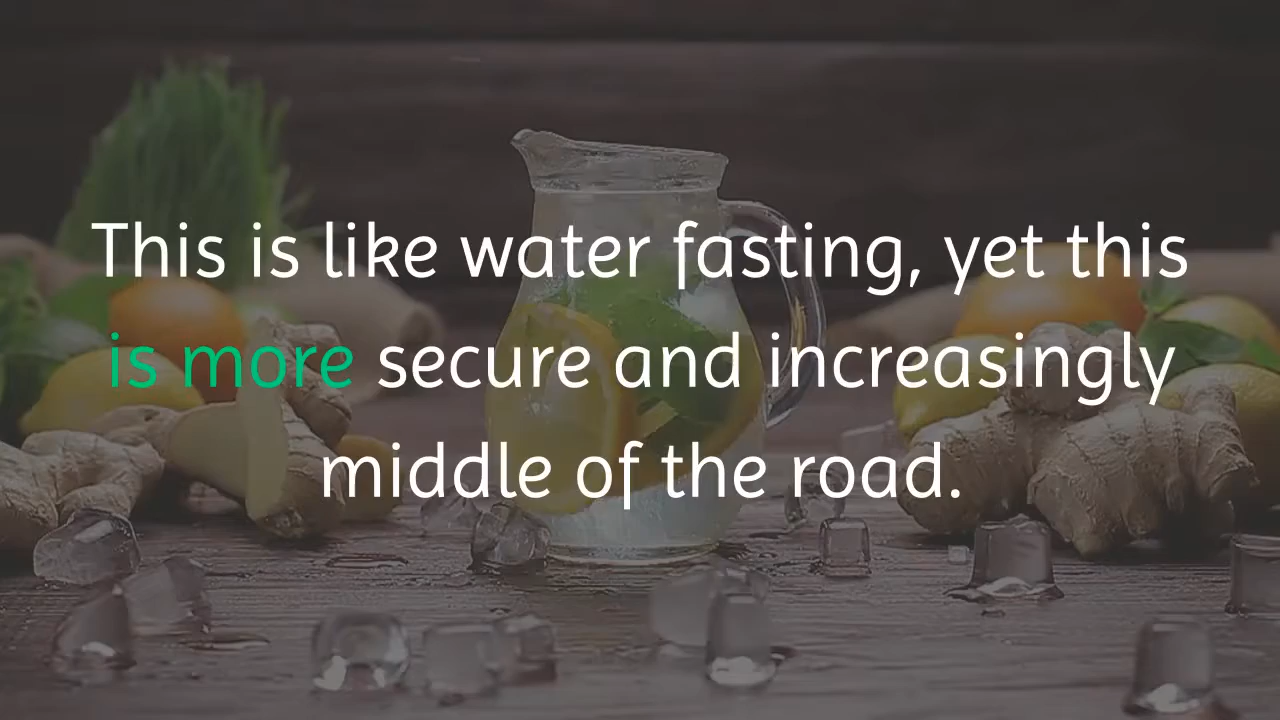 This is like water fasting, yet this
is more secure and increasingly
middle of the road.